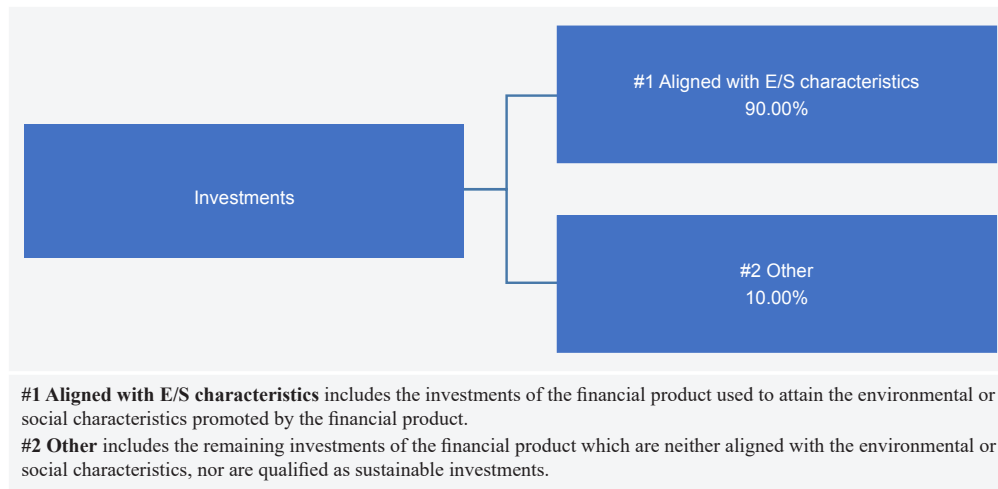 #1 Aligned with E/S characteristics
90.00%
Investments
#2 Other
10.00%
#1 Aligned with E/S characteristics includes the investments of the financial product used to attain the environmental or
social characteristics promoted by the financial product.
#2 Other includes the remaining investments of the financial product which are neither aligned with the environmental or
social characteristics, nor are qualified as sustainable investments.